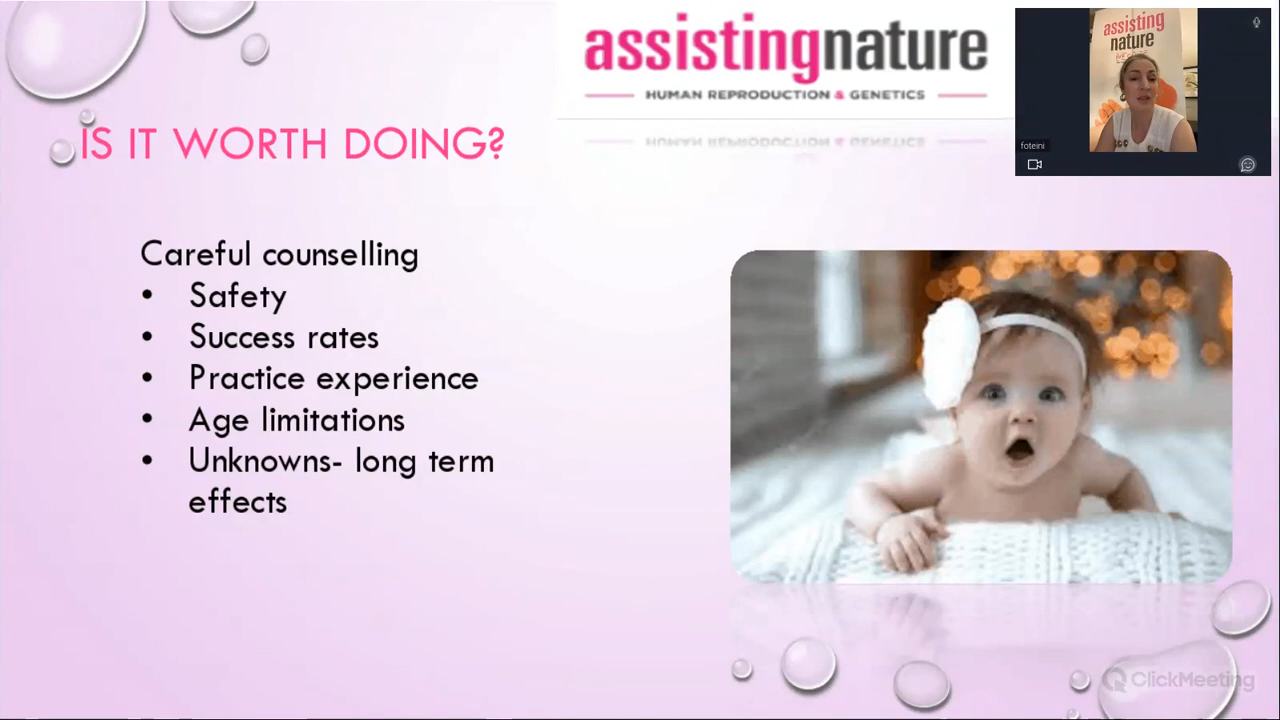 assistingnature
HUMAN REPRODUCTION & GENETICS
assisting
nature
foteini
IS IT WORTH DOING?
Careful counselling
• Safety
• Success rates
• Practice experience
• Age limitations
• Unknowns- long term
effects
ClickMeeting